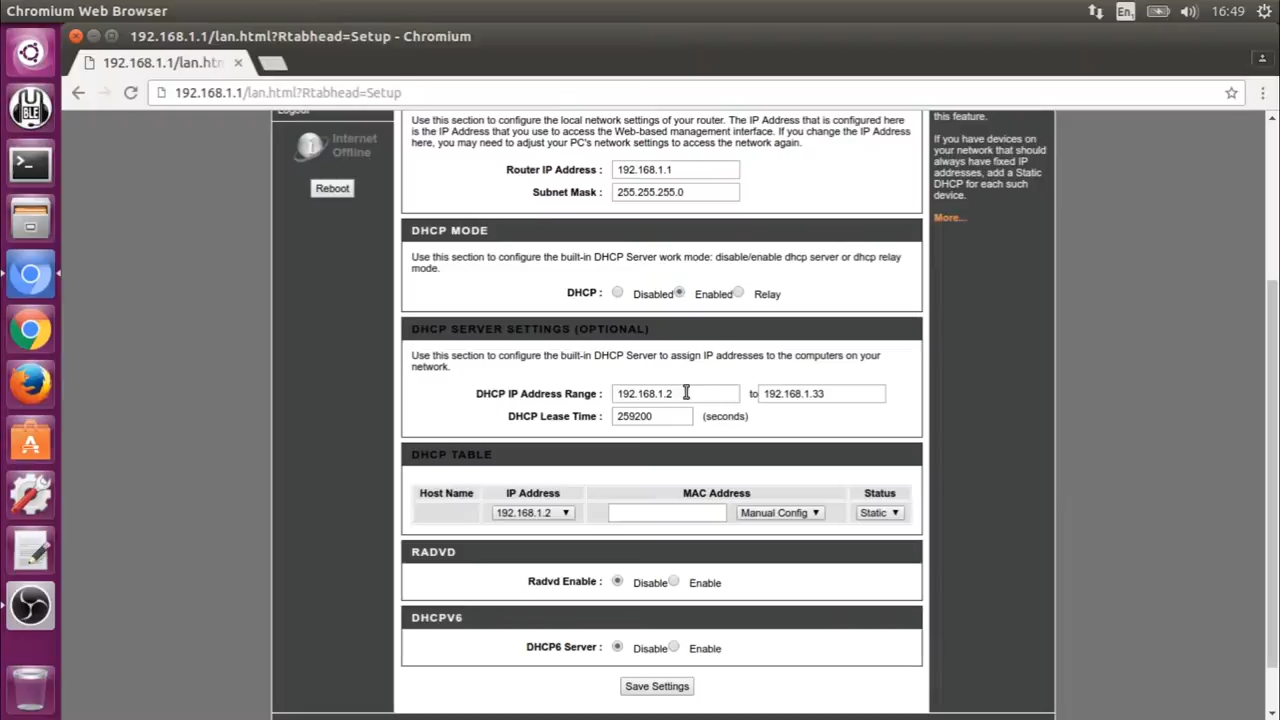 Chromium Web Browser
En
16:49
192.168.1.1/lan.html?Rtabhead=Setup - Chromium
192.168.1.1/lan.htm
192.168.1.1/lan.html?Rtabhead=Setup
Logout
Internet
Offline
Reboot
Use this section to configure the local network settings of your router. The IP Address that is configured here
is the IP Address that you use to access the Web-based management interface. If you change the IP Address
here, you may need to adjust your PC's network settings to access the network again.
Router IP Address : 192.168.1.1
Subnet Mask : 255.255.255.0
DHCP MODE
Use this section to configure the built-in DHCP Server work mode: disable/enable dhcp server or dhcp relay
mode.
DHCP : Disabled Enabled Relay
DHCP SERVER SETTINGS (OPTIONAL)
Use this section to configure the built-in DHCP Server to assign IP addresses to the computers on your
network.
DHCP IP Address Range : 192.168.1.2 to 192.168.1.33
DHCP Lease Time : 259200 (seconds)
DHCP TABLE
Host Name IP Address MAC Address Status
192.168.1.2 Manual Config Static
RADVD
Radvd Enable : Disable Enable
DHCPV6
DHCP6 Server : Disable Enable
Save Settings
this feature.
If you have devices on
your network that should
always have fixed IP
addresses, add a Static
DHCP for each such
device.
More...
BLE